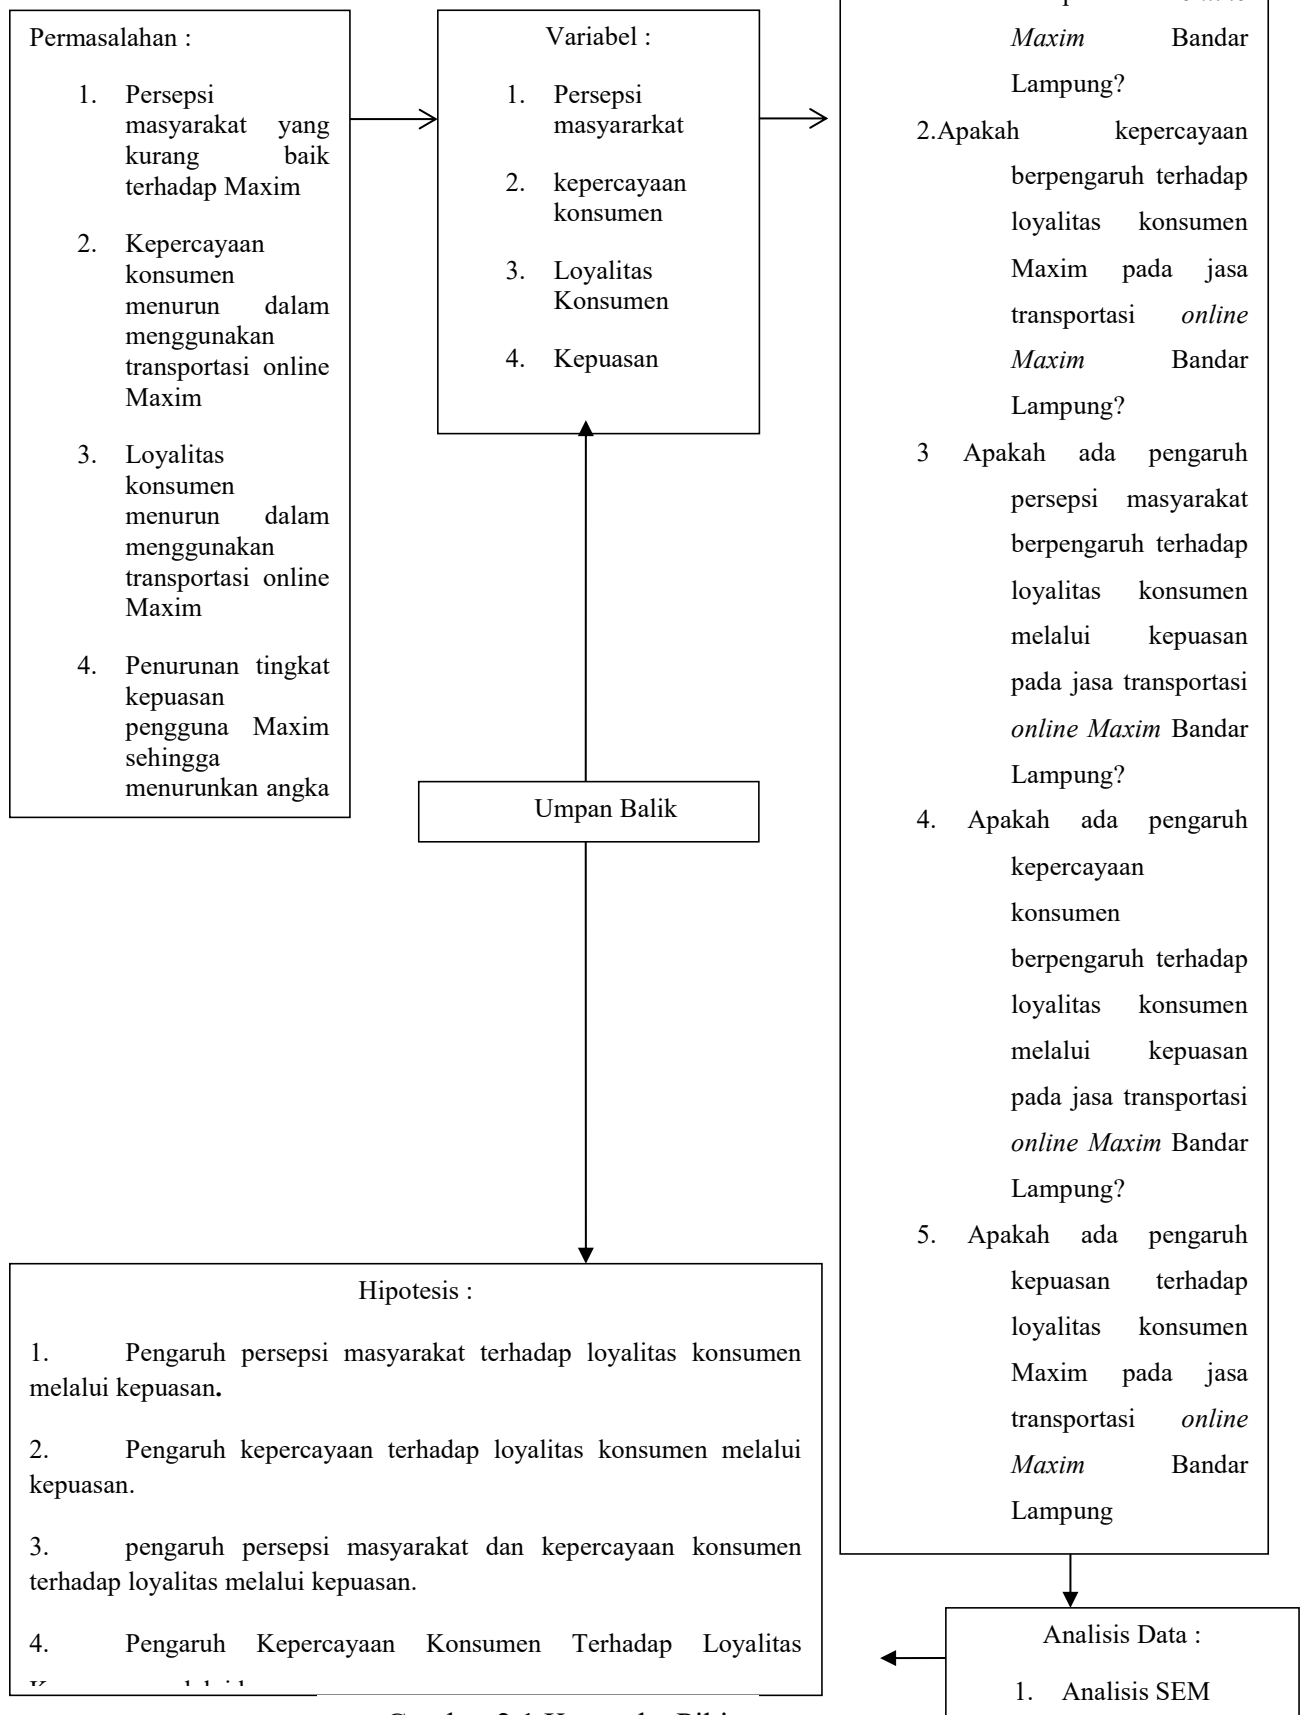 Permasalahan :
1. Persepsi
masyarakat yang
kurang baik
terhadap Maxim
2. Kepercayaan
konsumen
menurun dalam
menggunakan
transportasi online
Maxim
3. Loyalitas
konsumen
menurun dalam
menggunakan
transportasi online
Maxim
4. Penurunan tingkat
kepuasan
pengguna Maxim
sehingga
menurunkan angka
Variabel :
1. Persepsi
masyararkat
2. kepercayaan
konsumen
3. Loyalitas
Konsumen
4. Kepuasan
Maxim Bandar
Lampung?
2.Apakah kepercayaan
berpengaruh terhadap
loyalitas konsumen
Maxim pada jasa
transportasi online
Maxim Bandar
Lampung?
3 Apakah ada pengaruh
persepsi masyarakat
berpengaruh terhadap
loyalitas konsumen
melalui kepuasan
pada jasa transportasi
online Maxim Bandar
Lampung?
4. Apakah ada pengaruh
kepercayaan
konsumen
berpengaruh terhadap
loyalitas konsumen
melalui kepuasan
pada jasa transportasi
online Maxim Bandar
Lampung?
5. Apakah ada pengaruh
kepuasan terhadap
loyalitas konsumen
Maxim pada jasa
transportasi online
Maxim Bandar
Lampung
Umpan Balik
Hipotesis :
1. Pengaruh persepsi masyarakat terhadap loyalitas konsumen
melalui kepuasan.
2. Pengaruh kepercayaan terhadap loyalitas konsumen melalui
kepuasan.
3. pengaruh persepsi masyarakat dan kepercayaan konsumen
terhadap loyalitas melalui kepuasan.
4. Pengaruh Kepercayaan Konsumen Terhadap Loyalitas
Analisis Data :
1. Analisis SEM